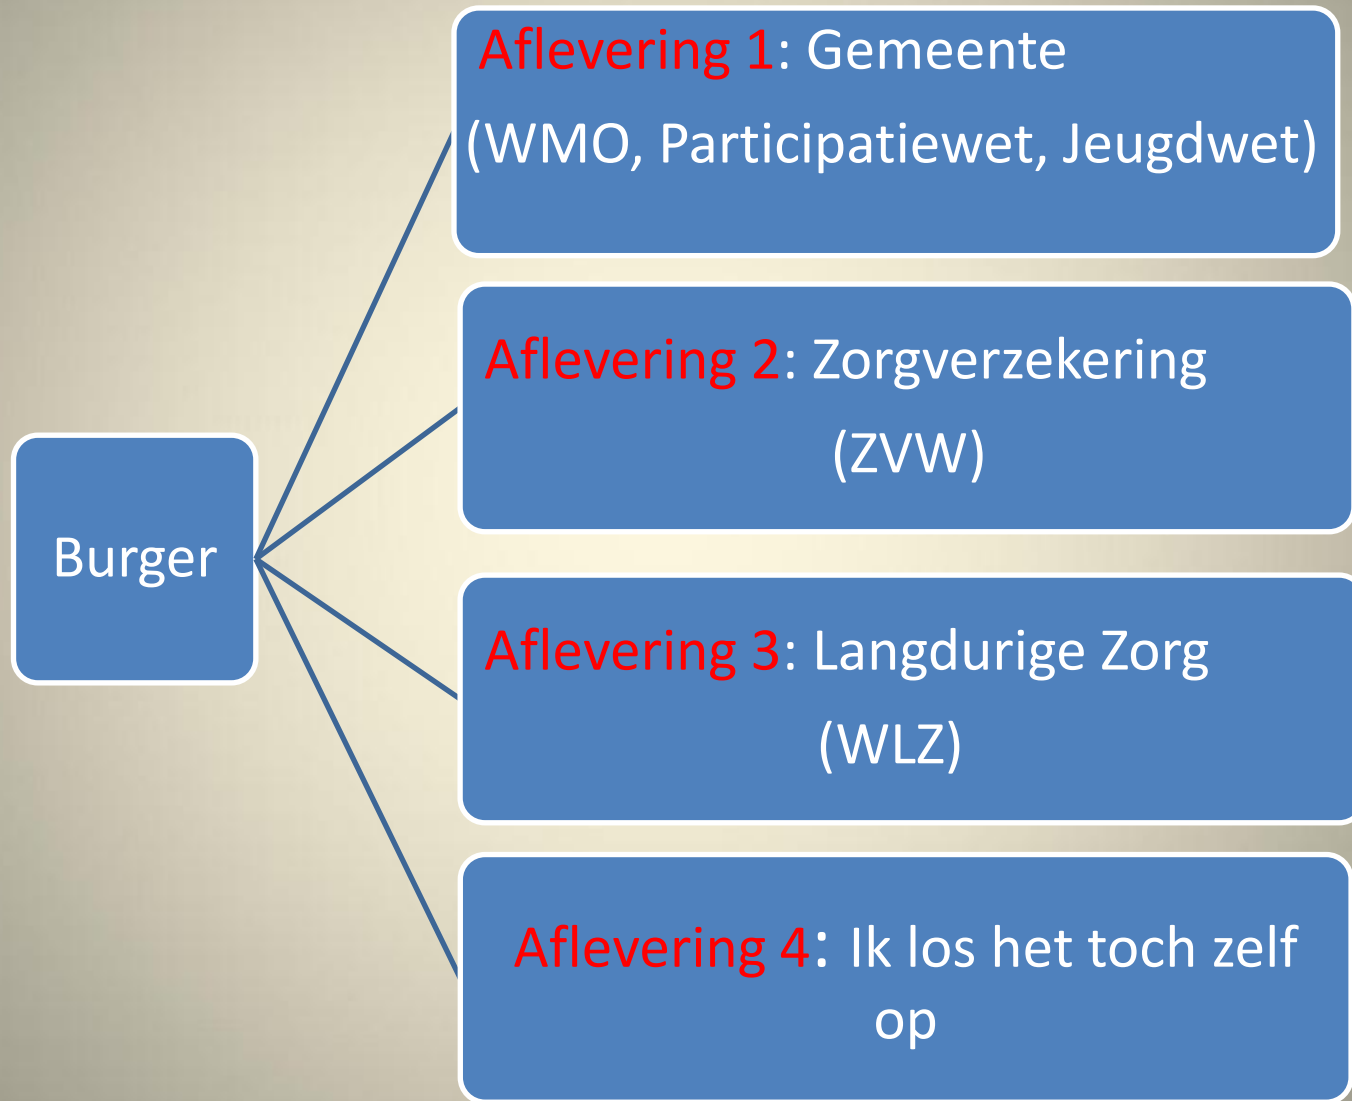 Aflevering 1: Gemeente
(WMO, Participatiewet, Jeugdwet)
Aflevering 2: Zorgverzekering
(ZVW)
Burger
Aflevering 3: Langdurige Zorg
(WLZ)
Aflevering 4: Ik los het toch zelf
op